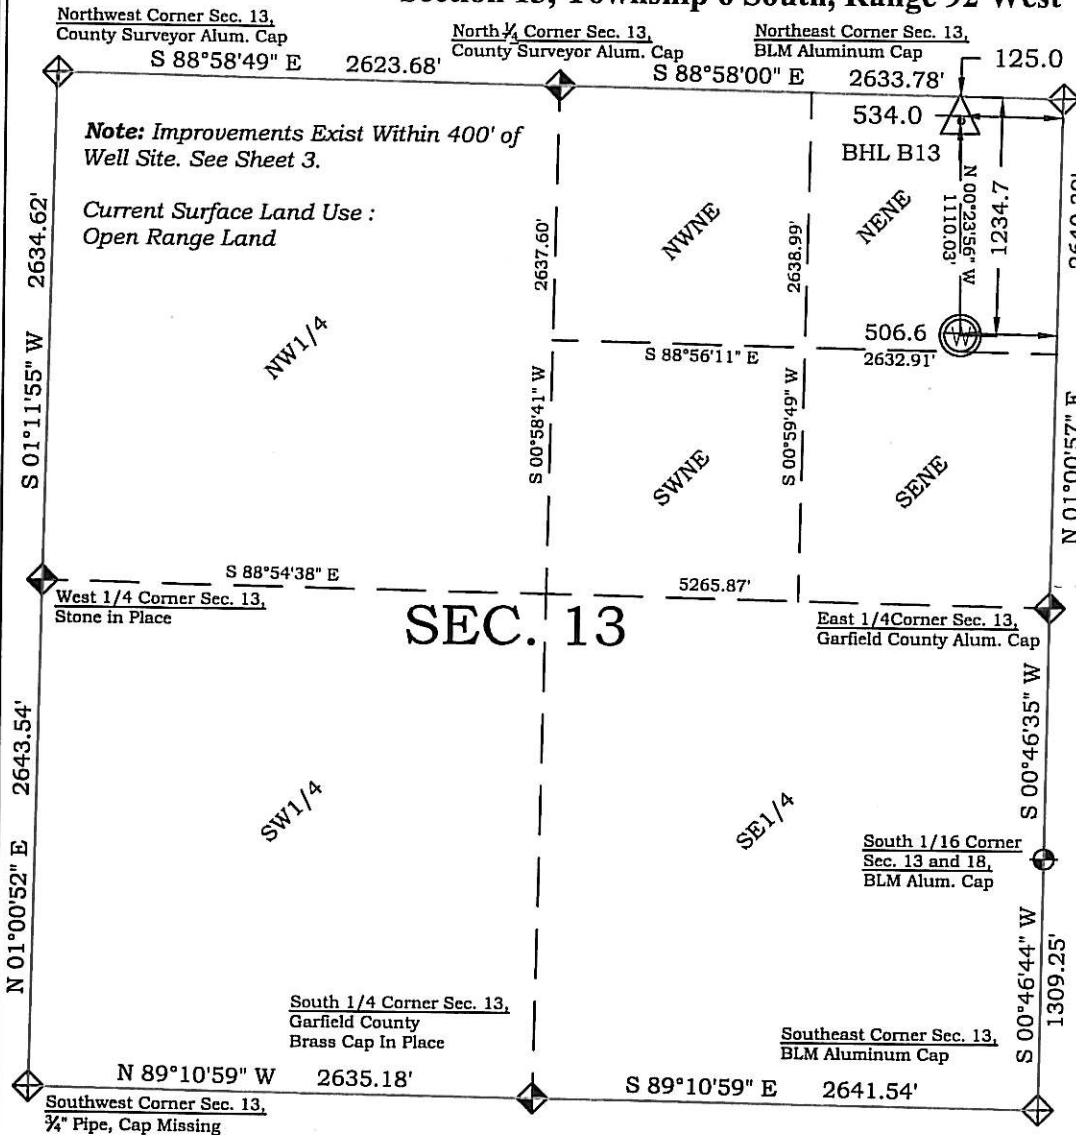 Section 13, Township 6 South, Range 92 West
Northwest Corner Sec. 13,
County Surveyor Alum. Cap
North ¼ Corner Sec. 13,
County Surveyor Alum. Cap
Northeast Corner Sec. 13,
BLM Aluminum Cap
S 88°58'49" E 2623.68'
S 88°58'00" E 2633.78'
125.0
Note: Improvements Exist Within 400' of
Well Site. See Sheet 3.
Current Surface Land Use :
Open Range Land
534.0
BHL B13
N 00°23'56" W
1110.03'
1234.7
S 01°11'55" W 2634.62'
NW1/4
2637.60'
S 00°58'41" W
NWNE
2638.99'
S 00°59'49" W
NENE
506.6
S 88°56'11" E
2632.91'
SWNE
SENE
N 01°00'57" E
S 88°54'38" E
5265.87'
West 1/4 Corner Sec. 13,
Stone in Place
SEC. 13
East 1/4Corner Sec. 13,
Garfield County Alum. Cap
N 01°00'52" E 2643.54'
SW1/4
SE1/4
S 00°46'35" W
South 1/16 Corner
Sec. 13 and 18,
BLM Alum. Cap
S 00°46'44" W
1309.25'
South 1/4 Corner Sec. 13,
Garfield County
Brass Cap In Place
Southeast Corner Sec. 13,
BLM Aluminum Cap
N 89°10'59" W 2635.18'
S 89°10'59" E 2641.54'
Southwest Corner Sec. 13,
¾" Pipe, Cap Missing